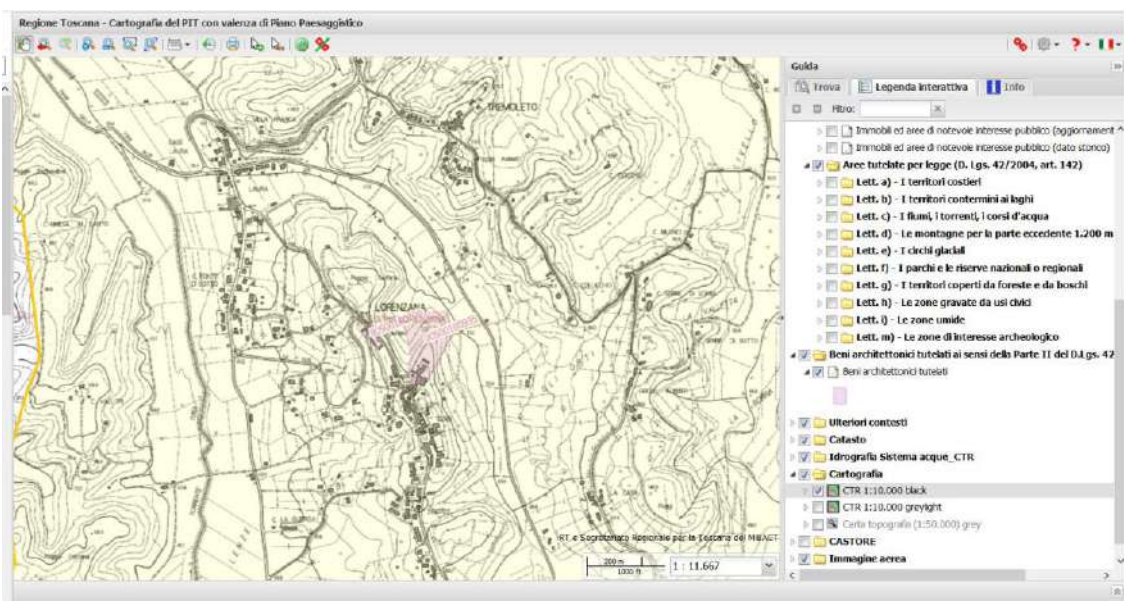 Regione Toscana - Cartografia del PIT con valenza di Piano Paesaggistico
Guida
Trova Legenda interattiva Info
Filtro:
Immobili ed aree di notevole interesse pubblico (aggiornament
Immobili ed aree di notevole interesse pubblico (dato storico)
Aree tutelate per legge (D. Lgs. 42/2004, art. 142)
Lett. a) - I territori costieri
Lett. b) - I territori contermini ai laghi
Lett. c) - I fiumi, i torrenti, i corsi d'acqua
Lett. d) - Le montagne per la parte eccedente 1.200 m
Lett. e) - I circhi glaciali
Lett. f) - I parchi e le riserve nazionali o regionali
Lett. g) - I territori coperti da foreste e da boschi
Lett. h) - Le zone gravate da usi civici
Lett. i) - Le zone umide
Lett. m) - Le zone di interesse archeologico
Beni architettonici tutelati ai sensi della Parte II del D.Lgs. 42
Beni architettonici tutelati
Ulteriori contesti
Catasto
Idrografia Sistema acque_CTR
Cartografia
CTR 1:10.000 black
CTR 1:10.000 greylight
Carta topografia (1:50.000) grey
CASTORE
Immagine aerea
TREMOLETO
LAURA
LORENZANA
RT e Segretariato Regionale per la Toscana del MiBACT
200 m
1000 ft
1 : 11.667